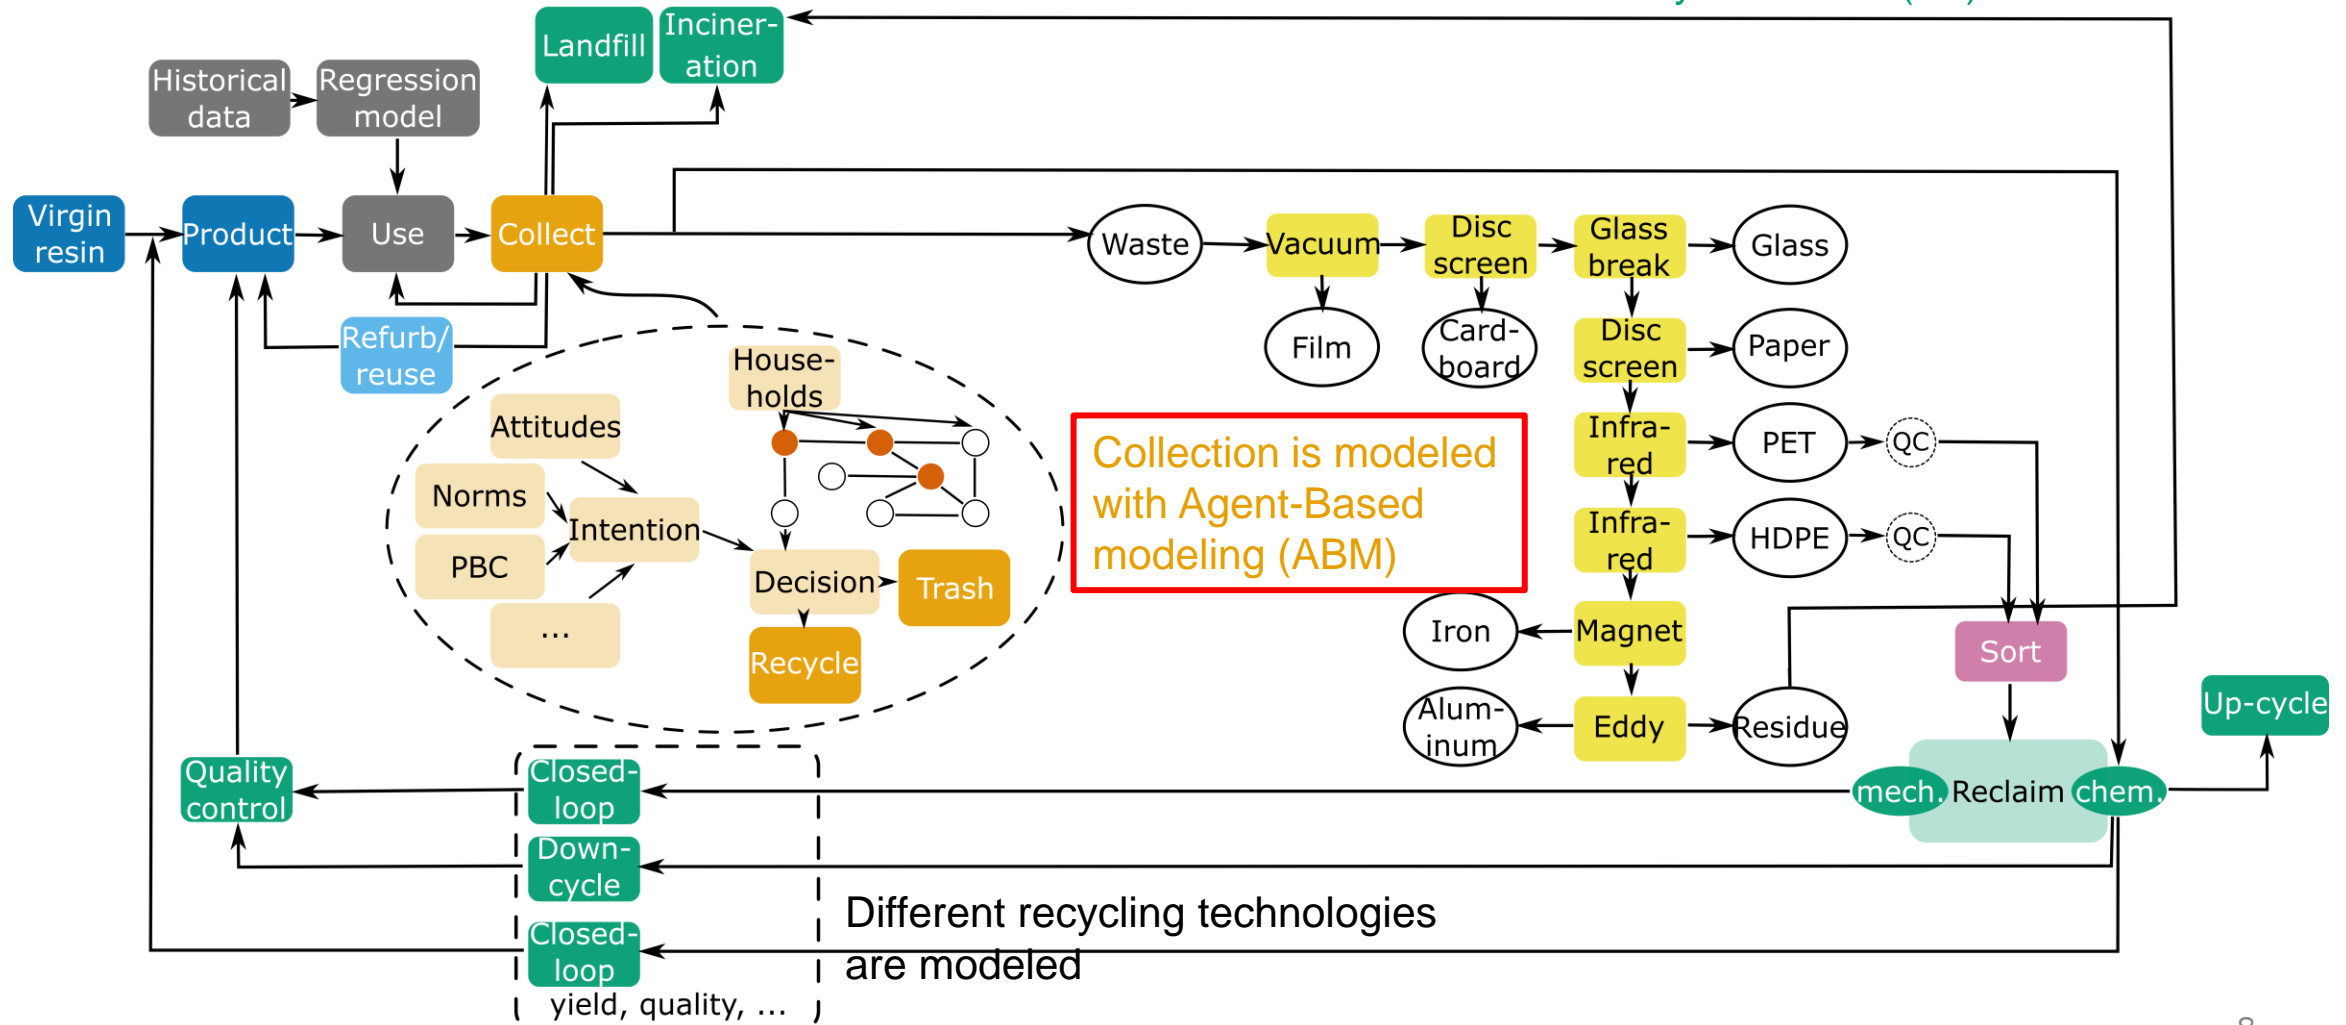 Inciner-
ation
Landfill
Historical
data
Regression
model
Virgin
resin
Product
Use
Collect
Refurb/
reuse
Waste
Vacuum
Disc
screen
Glass
break
Glass
Film
Card-
board
Disc
screen
Paper
Infra-
red
PET
QC
Infra-
red
HDPE
QC
Iron
Magnet
Alum-
inum
Eddy
Residue
Sort
Up-cycle
mech.
Reclaim
chem.
House-
holds
Attitudes
Norms
Intention
PBC
...
Decision
Trash
Recycle
Collection is modeled
with Agent-Based
modeling (ABM)
Quality
control
Closed-
loop
Down-
cycle
Closed-
loop
yield, quality, ...
Different recycling technologies
are modeled